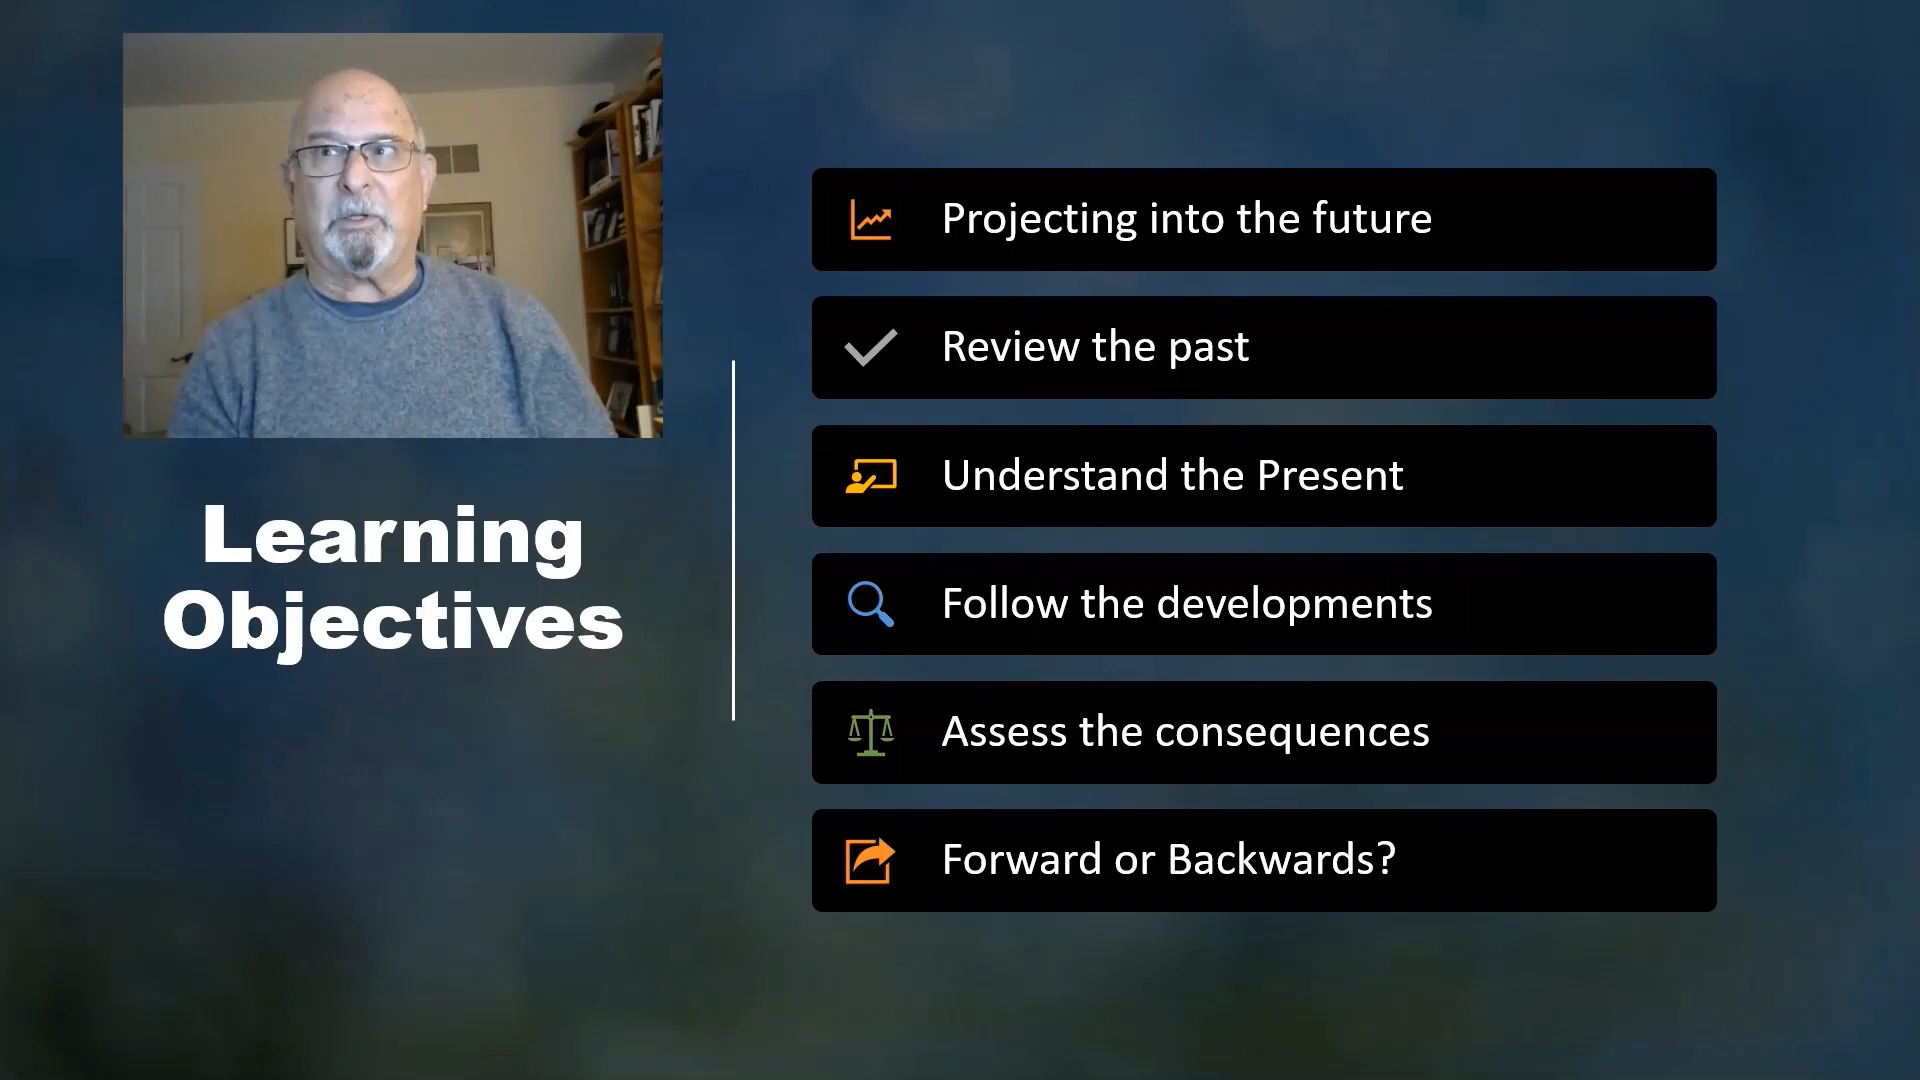 Learning
Objectives
Projecting into the future
Review the past
Understand the Present
Follow the developments
Assess the consequences
Forward or Backwards?